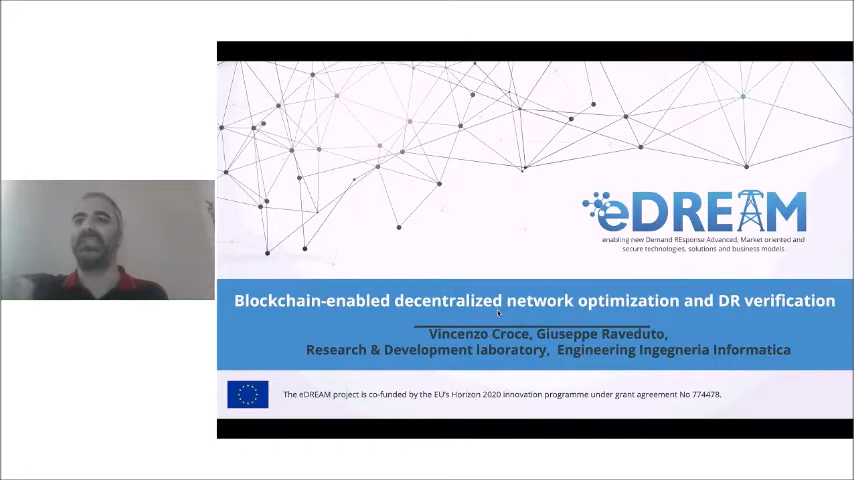 eDREAM
enabling new Demand REsponse Advanced, Market oriented and
secure technologies, solutions and business models
Blockchain-enabled decentralized network optimization and DR verification
Vincenzo Croce, Giuseppe Raveduto,
Research & Development laboratory, Engineering Ingegneria Informatica
The eDREAM project is co-funded by the EU's Horizon 2020 innovation programme under grant agreement No 774478.